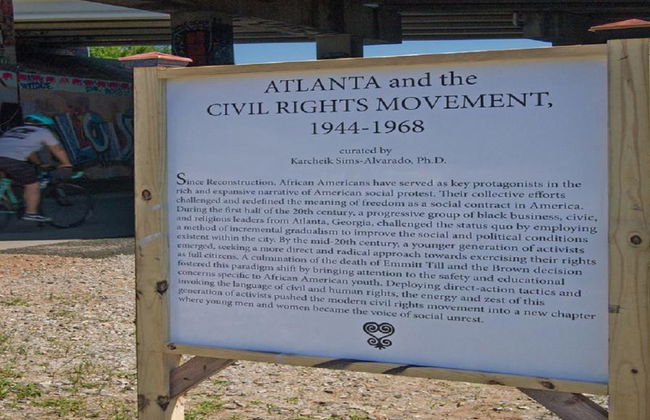 ATLANTA and the
CIVIL RIGHTS MOVEMENT,
1944-1968
curated by
Karcheik Sims-Alvarado, Ph.D.
Since Reconstruction, African Americans have served as key protagonists in the
rich and expansive narrative of American social protest. Their collective efforts
challenged and redefined the meaning of freedom as a social contract in America.
During the first half of the 20th century, a progressive group of black business, civic,
and religious leaders from Atlanta, Georgia, challenged the status quo by employing
a method of incremental gradualism to improve the social and political conditions
existent within the city. By the mid-20th century, a younger generation of activists
emerged, seeking a more direct and radical approach towards exercising their rights
as full citizens. A culmination of the death of Emmit Till and the Brown decision
fostered this paradigm shift by bringing attention to the safety and educational
concerns specific to African American youth. Deploying direct-action tactics and
invoking the language of civil and human rights, the energy and zest of this
generation of activists pushed the modern civil rights movement into a new chapter
where young men and women became the voice of social unrest.